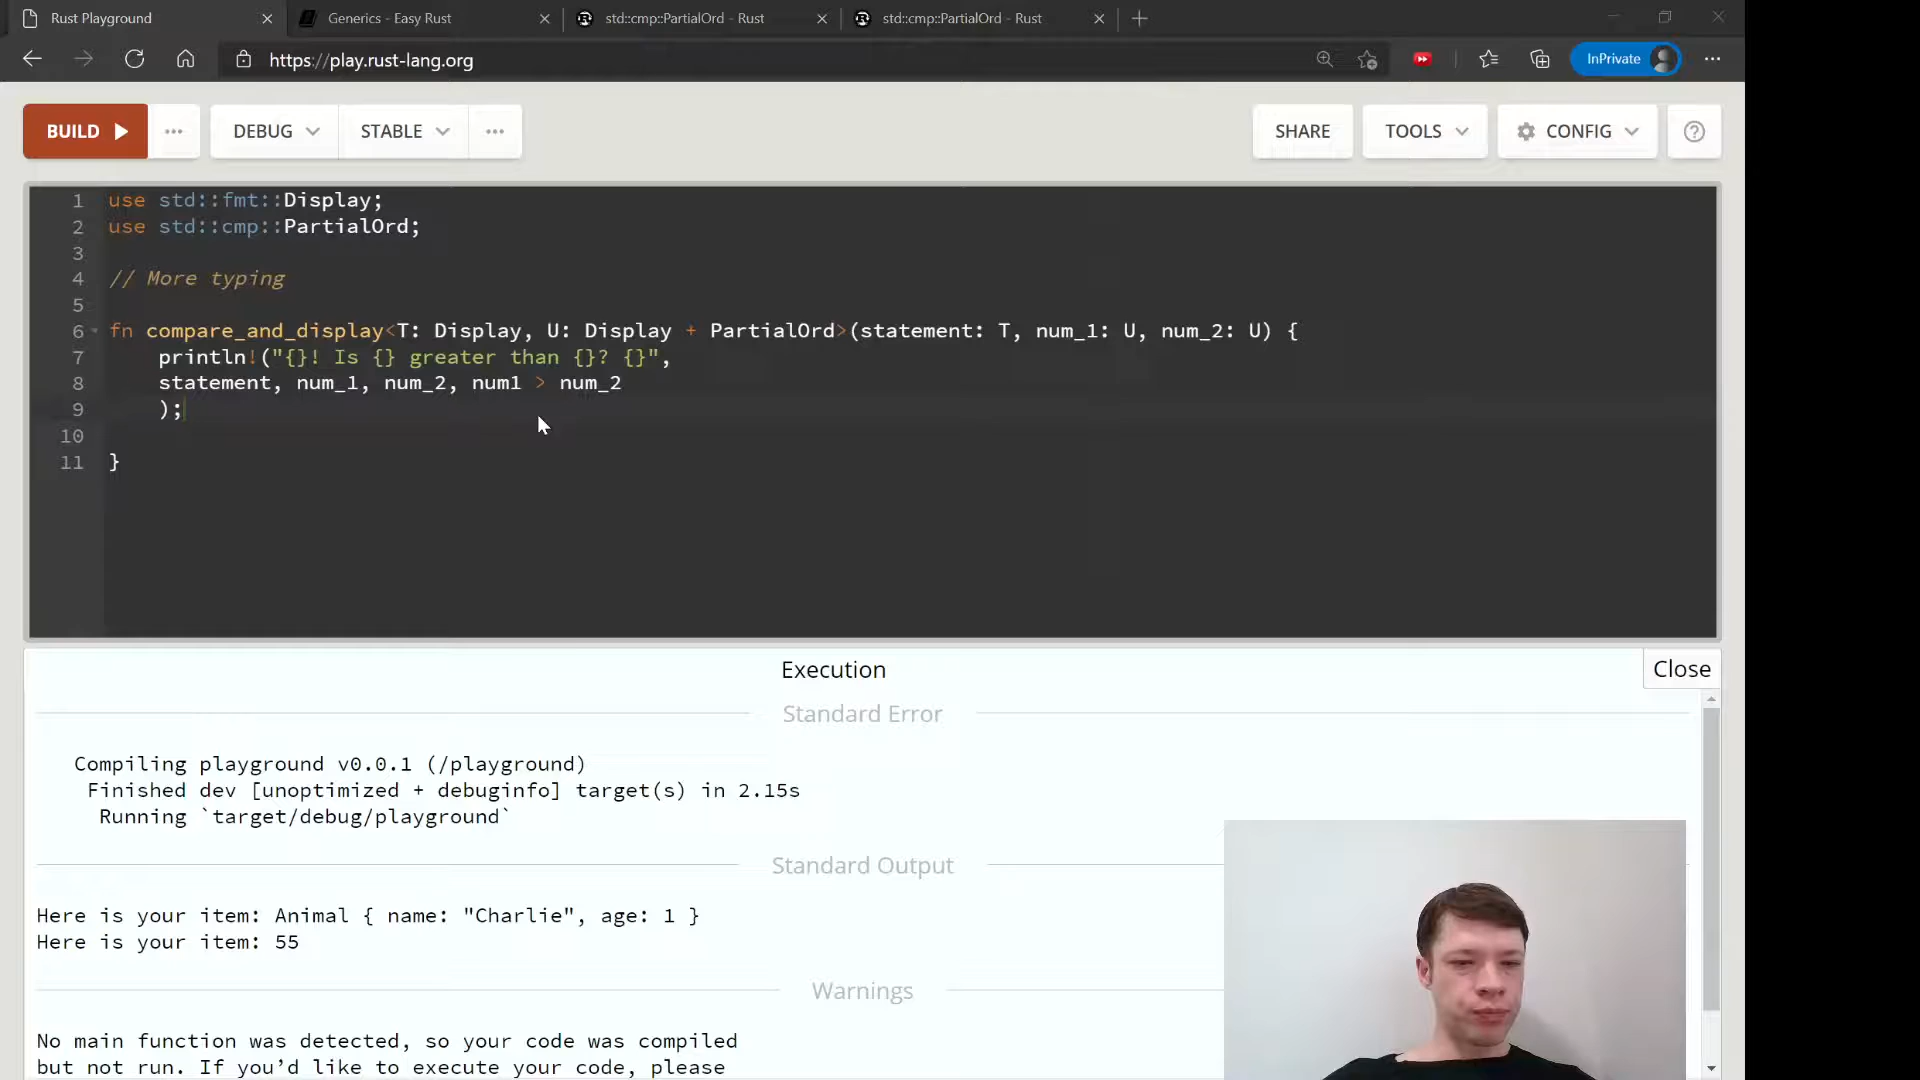 Rust Playground
Generics - Easy Rust
std::cmp::PartialOrd - Rust
std::cmp::PartialOrd - Rust
https://play.rust-lang.org
InPrivate
BUILD
DEBUG
STABLE
SHARE
TOOLS
CONFIG
1 use std::fmt::Display;
2 use std::cmp::PartialOrd;
3
4 // More typing
5
6 fn compare_and_display<T: Display, U: Display + PartialOrd>(statement: T, num_1: U, num_2: U) {
7 println!("{}! Is {} greater than {}? {}",
8 statement, num_1, num_2, num1 > num_2
9 );
10
11 }
Execution
Close
Standard Error
Compiling playground v0.0.1 (/playground)
Finished dev [unoptimized + debuginfo] target(s) in 2.15s
Running `target/debug/playground`
Standard Output
Here is your item: Animal { name: "Charlie", age: 1 }
Here is your item: 55
Warnings
No main function was detected, so your code was compiled
but not run. If you’d like to execute your code, please